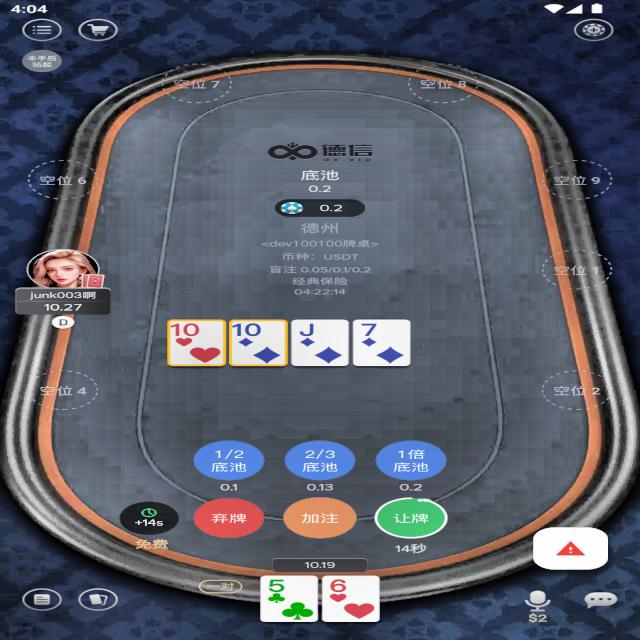 4:04
本手后
站起
空位 7
空位 8
德信
dx.vip
底池
0.2
0.2
空位 6
空位 9
德州
<dev100100牌桌>
币种：USDT
盲注 0.05/0.1/0.2
经典保险
04:22:14
空位 1
junk003啊
10.27
D
10
10
J
7
空位 4
空位 2
1/2
底池
2/3
底池
1倍
底池
0.1
0.13
0.2
+14s
弃牌
加注
让牌
免费
14秒
10.19
一对
5
6
$2